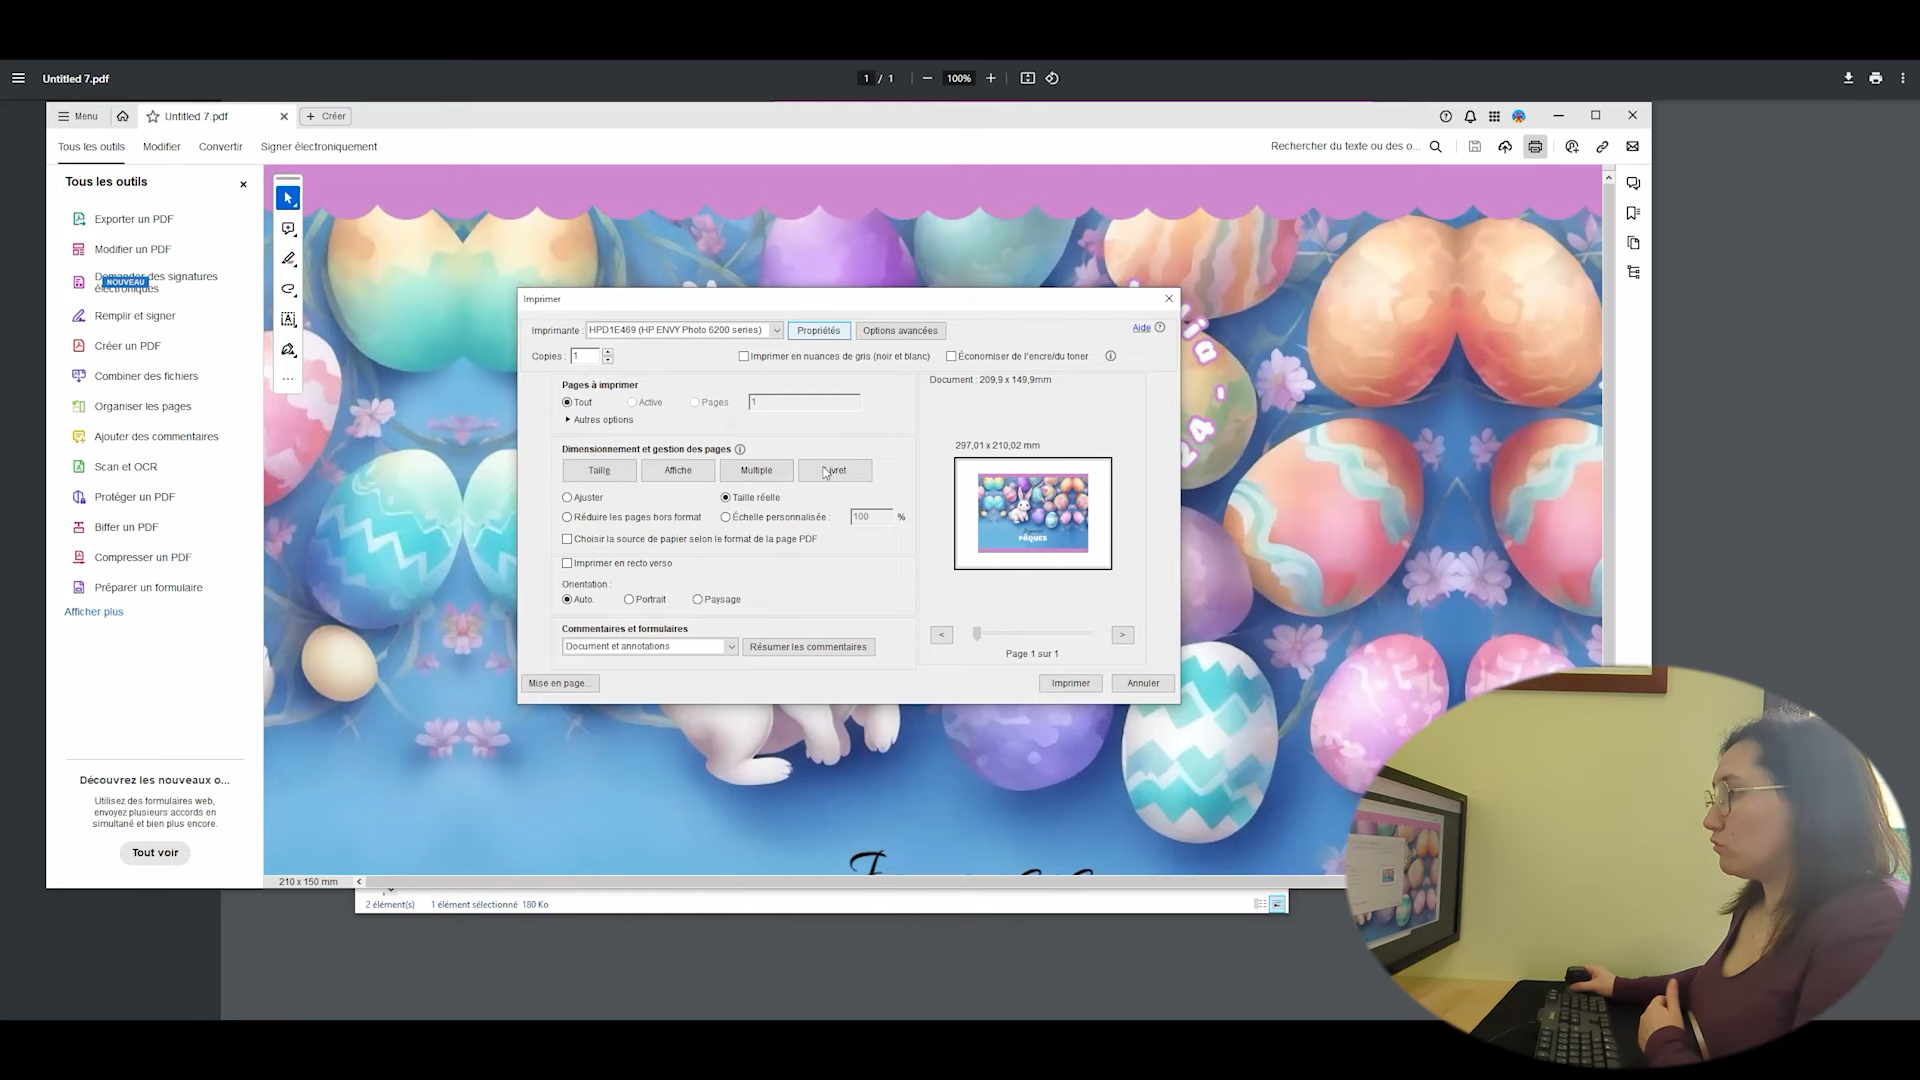 Untitled 7.pdf
1 / 1
100%
Menu
Untitled 7.pdf
Créer
Tous les outils
Modifier
Convertir
Signer électroniquement
Rechercher du texte ou des o...
Tous les outils
Exporter un PDF
Modifier un PDF
Demander des signatures
électroniques
NOUVEAU
Remplir et signer
Créer un PDF
Combiner des fichiers
Organiser les pages
Ajouter des commentaires
Scan et OCR
Protéger un PDF
Biffer un PDF
Compresser un PDF
Préparer un formulaire
Afficher plus
Découvrez les nouveaux o...
Utilisez des formulaires web,
envoyez plusieurs accords en
simultané et bien plus encore.
Tout voir
Imprimer
Imprimante :
HPD1E469 (HP ENVY Photo 6200 series)
Propriétés
Options avancées
Aide
Copies :
1
Imprimer en nuances de gris (noir et blanc)
Économiser de l'encre/du toner
Pages à imprimer
Tout
Active
Pages
1
Autres options
Dimensionnement et gestion des pages
Taille
Affiche
Multiple
Ajuster
Taille réelle
Réduire les pages hors format
Échelle personnalisée :
100
%
Choisir la source de papier selon le format de la page PDF
Imprimer en recto verso
Orientation :
Auto.
Portrait
Paysage
Commentaires et formulaires
Document et annotations
Résumer les commentaires
Document : 209,9 x 149,9mm
297,01 x 210,02 mm
PÂQUES
<
>
Page 1 sur 1
Mise en page...
Imprimer
Annuler
210 x 150 mm
2 élément(s)
1 élément sélectionné 180 Ko